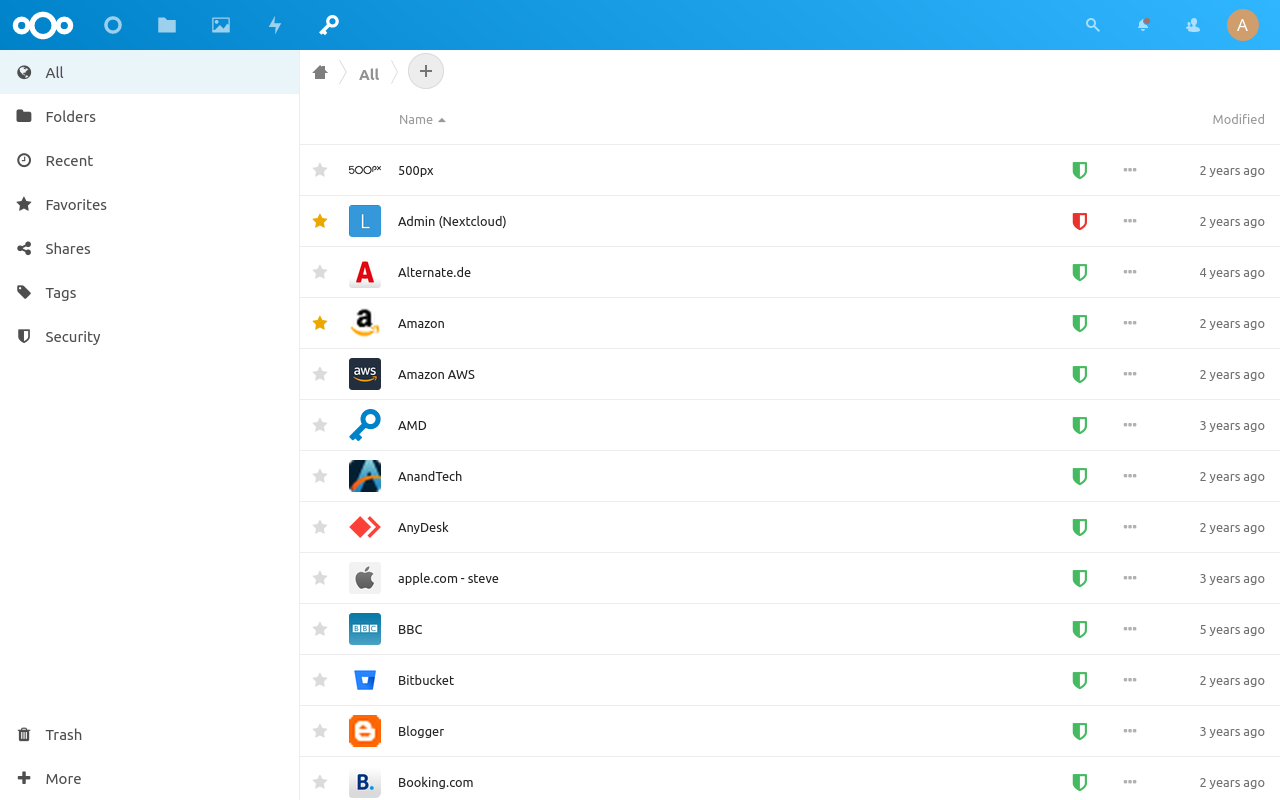 A
All
Folders
Recent
Favorites
Shares
Tags
Security
Trash
More
All
Name
Modified
500px 500px 2 years ago
L Admin (Nextcloud) 2 years ago
A Alternate.de 4 years ago
a Amazon 2 years ago
aws Amazon AWS 2 years ago
AMD 3 years ago
AnandTech 2 years ago
AnyDesk 2 years ago
apple.com - steve 3 years ago
BBC BBC 5 years ago
Bitbucket 2 years ago
Blogger 3 years ago
B. Booking.com 2 years ago